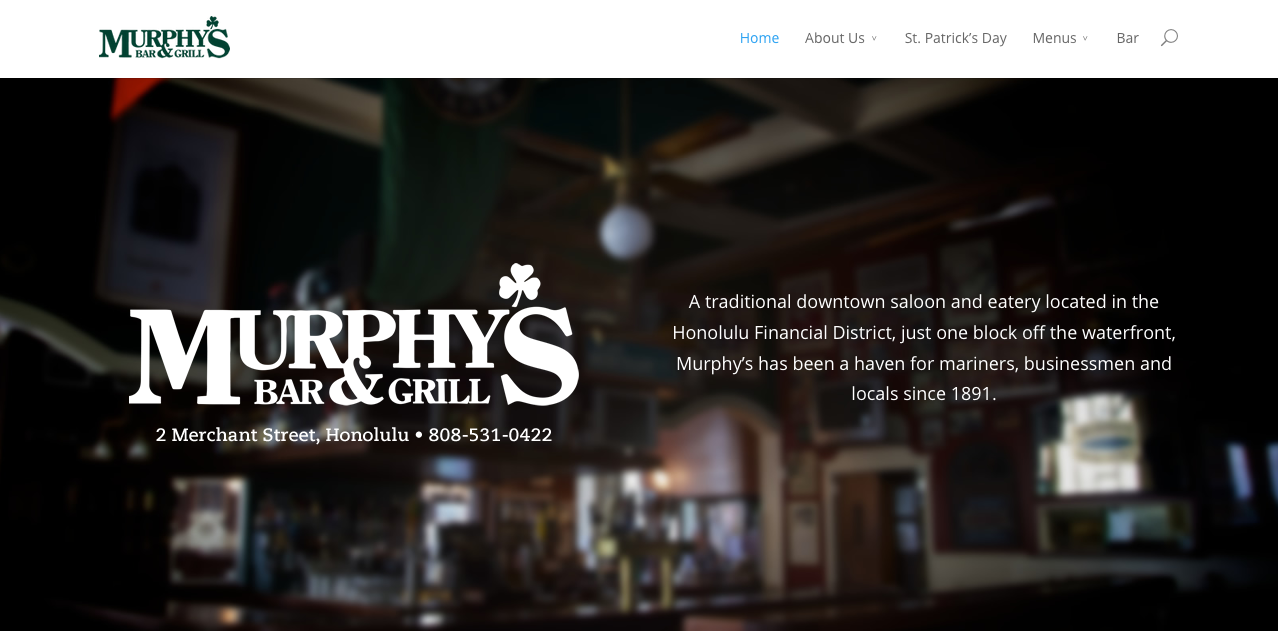 MURPHY'S
BAR & GRILL
Home About Us St. Patrick's Day Menus Bar
MURPHY'S
BAR & GRILL
2 Merchant Street, Honolulu • 808-531-0422
A traditional downtown saloon and eatery located in the
Honolulu Financial District, just one block off the waterfront,
Murphy's has been a haven for mariners, businessmen and
locals since 1891.